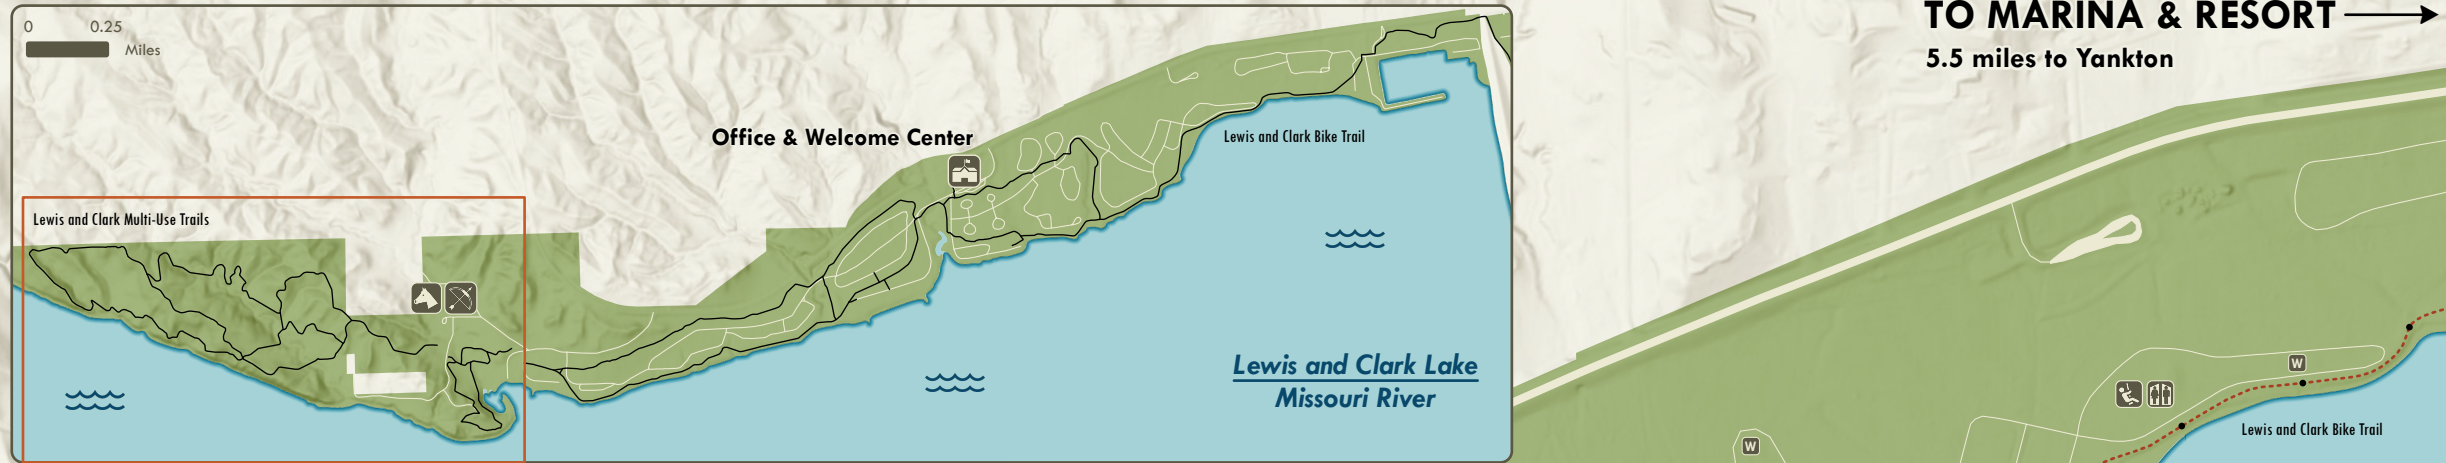 0 0.25
Miles
Office & Welcome Center
Lewis and Clark Bike Trail
Lewis and Clark Multi-Use Trails
Lewis and Clark Lake
Missouri River
TO MARINA & RESORT
5.5 miles to Yankton
W
W
Lewis and Clark Bike Trail